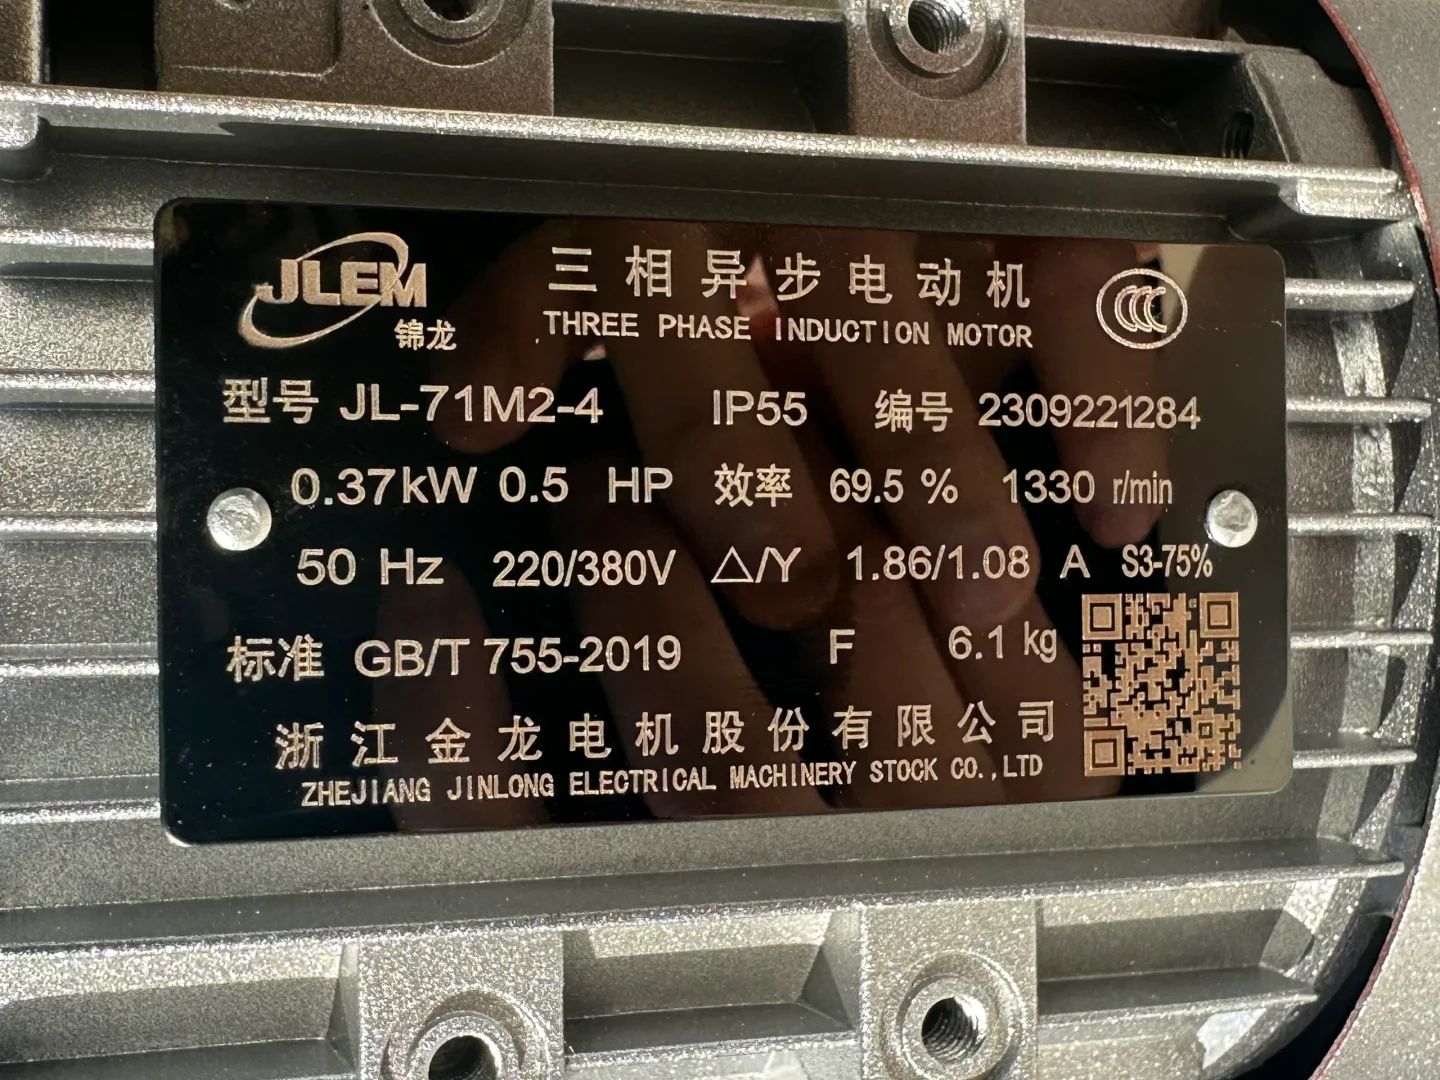 JLEM
锦龙
三相异步电动机
THREE PHASE INDUCTION MOTOR
CCC
型号 JL-71M2-4 IP55 编号 2309221284
0.37kW 0.5 HP 效率 69.5 % 1330 r/min
50 Hz 220/380V △/Y 1.86/1.08 A S3-75%
标准 GB/T 755-2019 F 6.1 kg
浙江金龙电机股份有限公司
ZHEJIANG JINLONG ELECTRICAL MACHINERY STOCK CO.,LTD